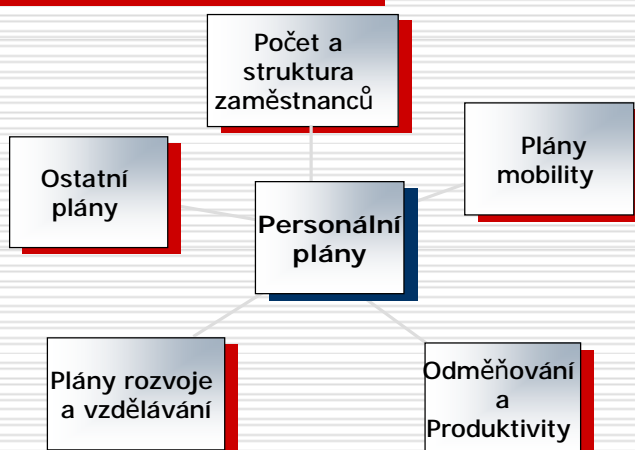 Počet a
struktura
zaměstnanců
Plány
mobility
Ostatní
plány
Personální
plány
Plány rozvoje
a vzdělávání
Odměňování
a
Produktivity